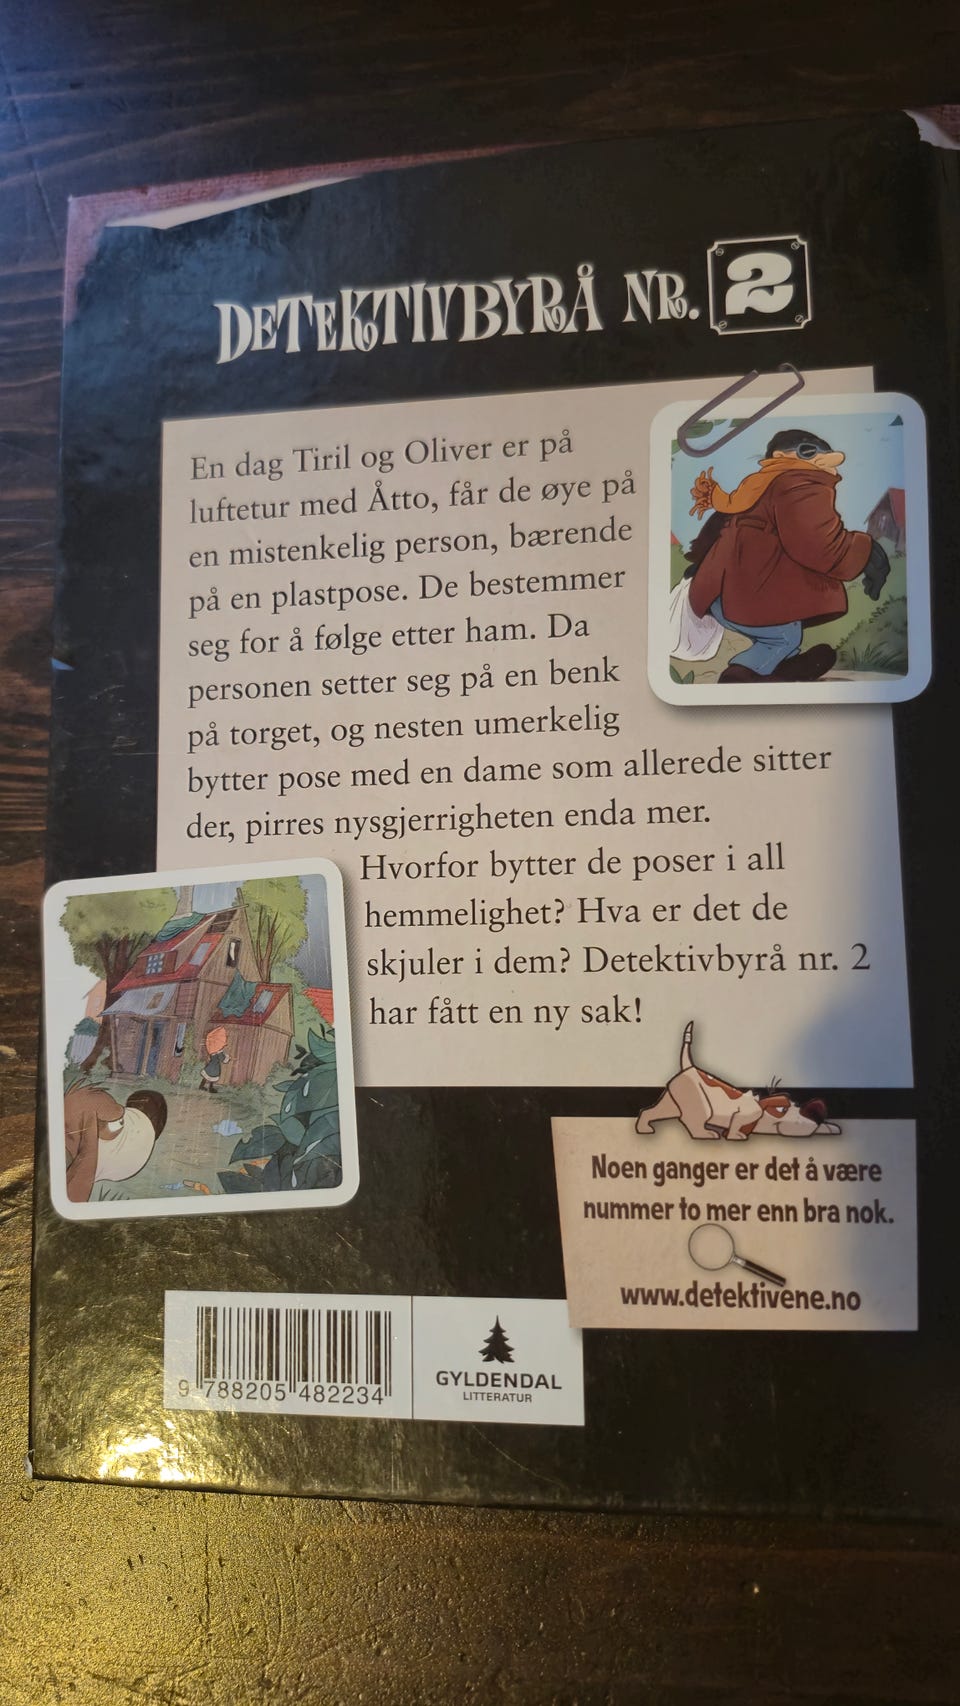 DETEKTIVBYRÅ NR. 2
En dag Tiril og Oliver er på
luftetur med Åtto, får de øye på
en mistenkelig person, bærende
på en plastpose. De bestemmer
seg for å følge etter ham. Da
personen setter seg på en benk
på torget, og nesten umerkelig
bytter pose med en dame som allerede sitter
der, pirres nysgjerrigheten enda mer.
Hvorfor bytter de poser i all
hemmelighet? Hva er det de
skjuler i dem? Detektivbyrå nr. 2
har fått en ny sak!
Noen ganger er det å være
nummer to mer enn bra nok.
www.detektivene.no
9 788205 482234
GYLDENDAL
LITTERATUR